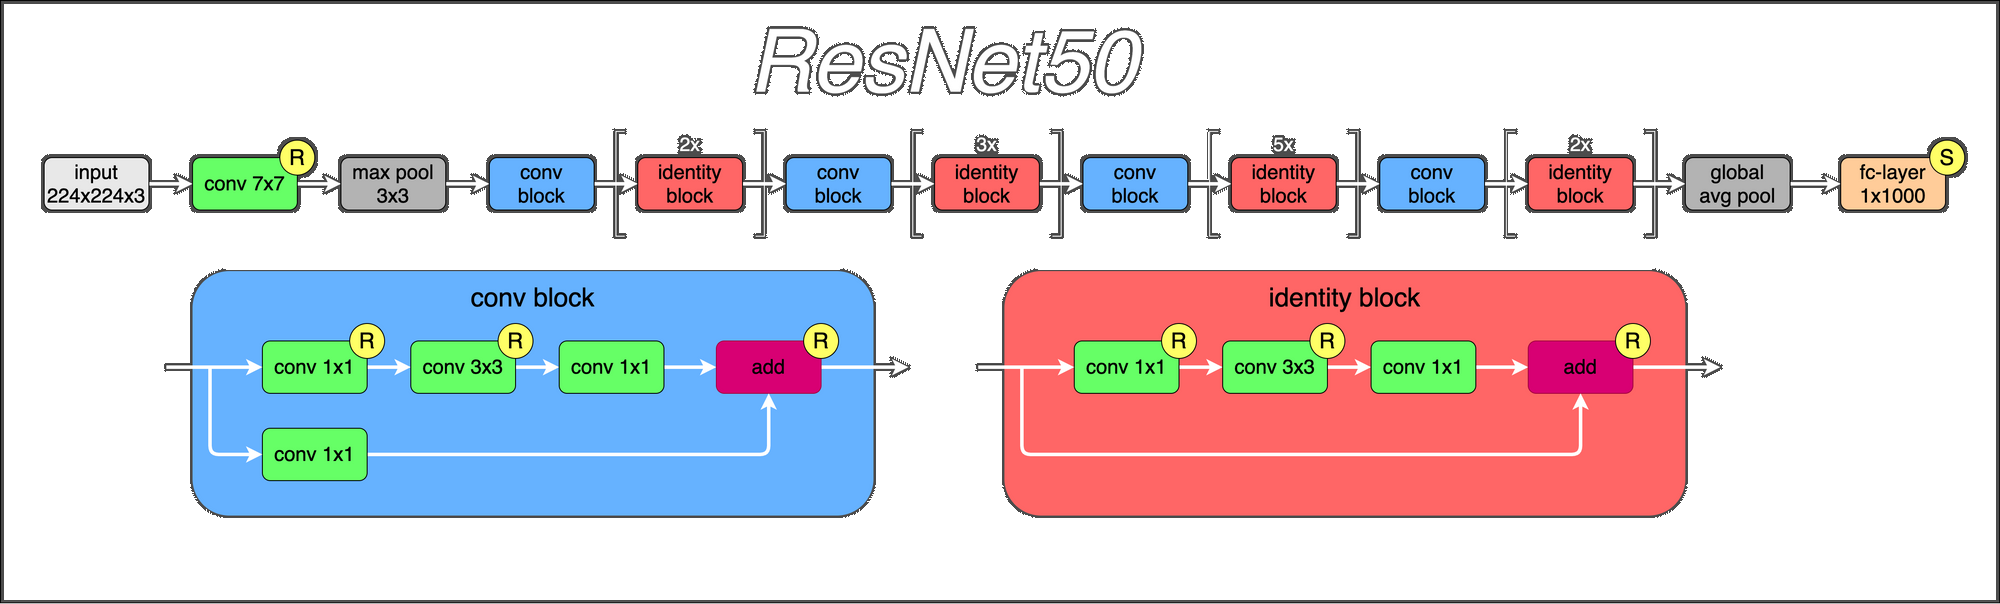 ResNet50
input
224x224x3
conv 7x7
R
max pool
3x3
conv
block
2x
identity
block
conv
block
3x
identity
block
conv
block
5x
identity
block
conv
block
2x
identity
block
global
avg pool
fc-layer
1x1000
S
conv block
conv 1x1
R
conv 3x3
R
conv 1x1
add
R
conv 1x1
identity block
conv 1x1
R
conv 3x3
R
conv 1x1
add
R